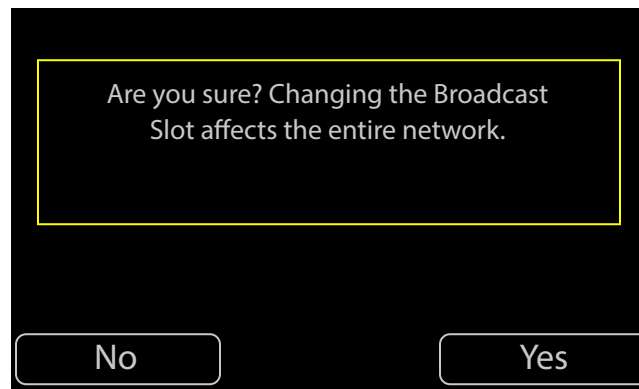 Are you sure? Changing the Broadcast
Slot affects the entire network.
No
Yes